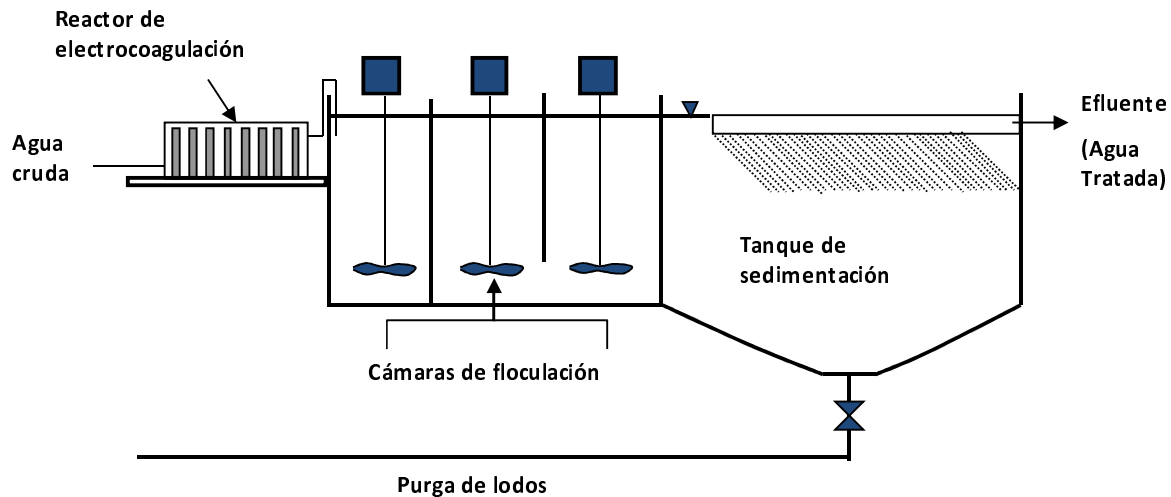 Reactor de
electrocoagulación
Agua
cruda
Efluente
(Agua
Tratada)
Tanque de
sedimentación
Cámaras de floculación
Purga de lodos